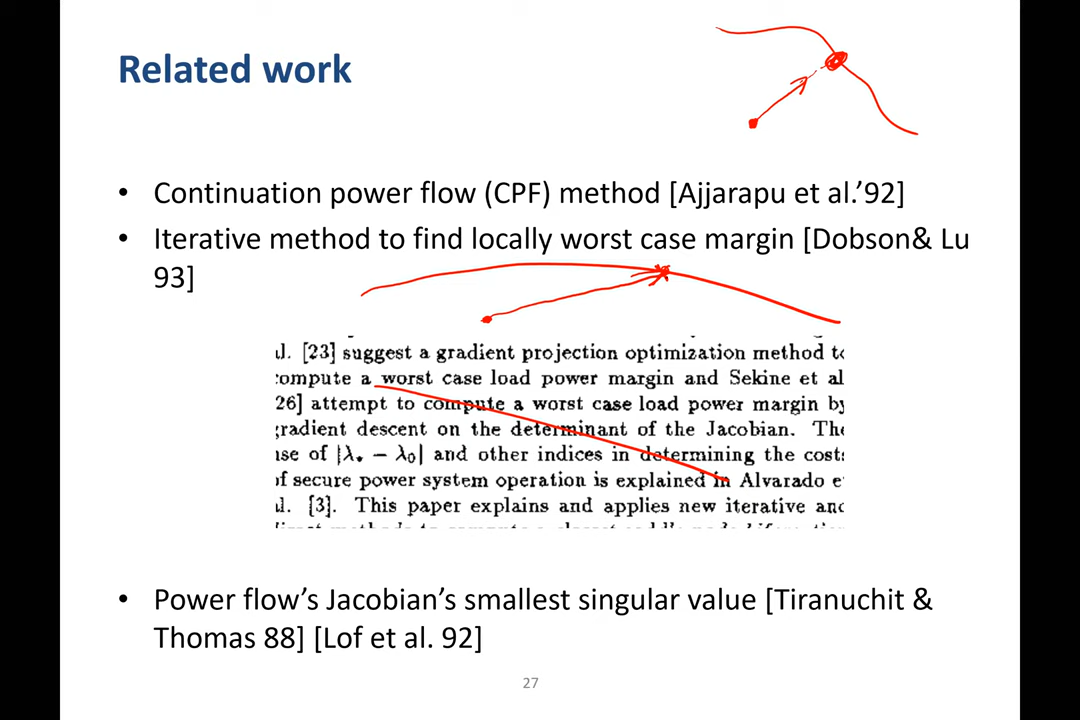 Related work
• Continuation power flow (CPF) method [Ajjarapu et al.’92]
• Iterative method to find locally worst case margin [Dobson& Lu
93]
l. [23] suggest a gradient projection optimization method to
compute a worst case load power margin and Sekine et al
26] attempt to compute a worst case load power margin by
gradient descent on the determinant of the Jacobian. The
use of |λ* − λ0| and other indices in determining the costs
of secure power system operation is explained in Alvarado e
l. [3]. This paper explains and applies new iterative and
• Power flow’s Jacobian’s smallest singular value [Tiranuchit &
Thomas 88] [Lof et al. 92]
27